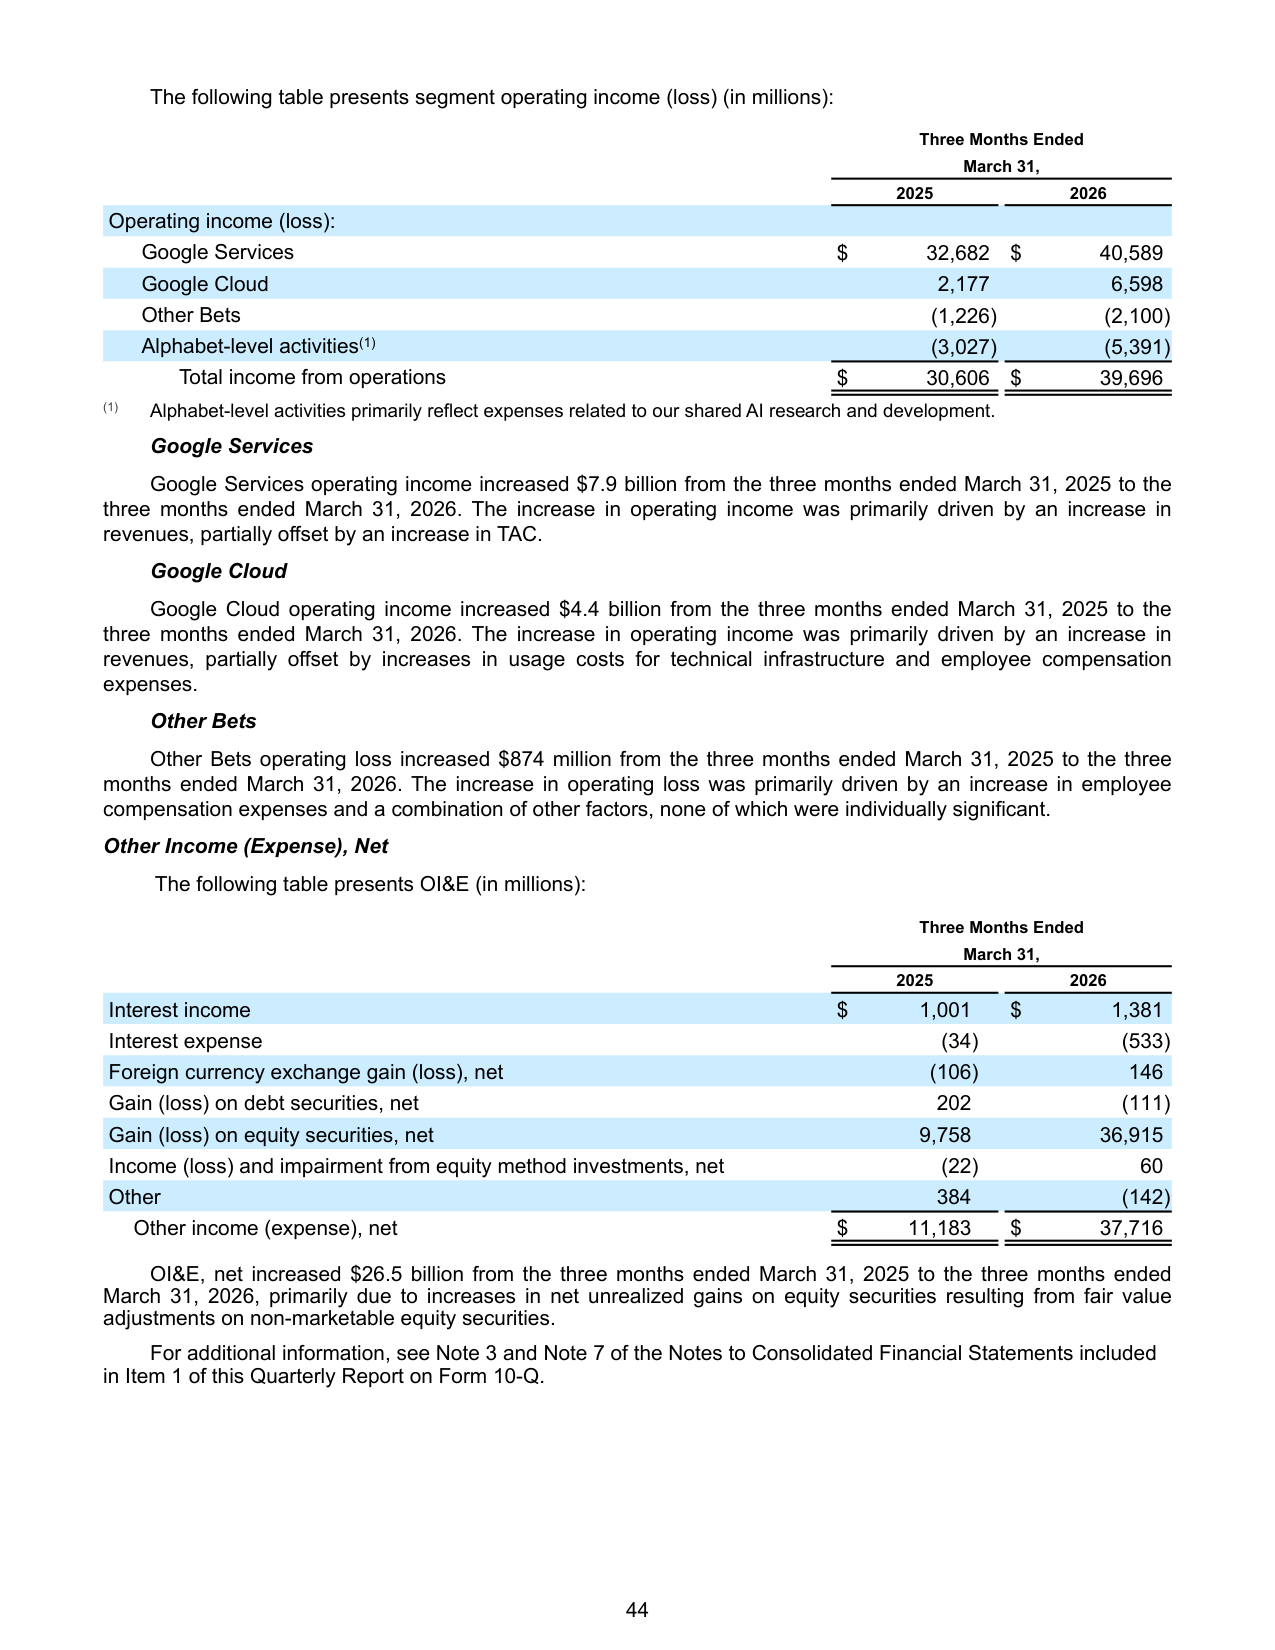 The following table presents segment operating income (loss) (in millions):
Three Months Ended
March 31,
2025 2026
Operating income (loss):
Google Services $ 32,682 $ 40,589
Google Cloud 2,177 6,598
Other Bets (1,226) (2,100)
Alphabet-level activities(1) (3,027) (5,391)
Total income from operations $ 30,606 $ 39,696
(1) Alphabet-level activities primarily reflect expenses related to our shared AI research and development.
Google Services
Google Services operating income increased $7.9 billion from the three months ended March 31, 2025 to the
three months ended March 31, 2026. The increase in operating income was primarily driven by an increase in
revenues, partially offset by an increase in TAC.
Google Cloud
Google Cloud operating income increased $4.4 billion from the three months ended March 31, 2025 to the
three months ended March 31, 2026. The increase in operating income was primarily driven by an increase in
revenues, partially offset by increases in usage costs for technical infrastructure and employee compensation
expenses.
Other Bets
Other Bets operating loss increased $874 million from the three months ended March 31, 2025 to the three
months ended March 31, 2026. The increase in operating loss was primarily driven by an increase in employee
compensation expenses and a combination of other factors, none of which were individually significant.
Other Income (Expense), Net
The following table presents OI&E (in millions):
Three Months Ended
March 31,
2025 2026
Interest income $ 1,001 $ 1,381
Interest expense (34) (533)
Foreign currency exchange gain (loss), net (106) 146
Gain (loss) on debt securities, net 202 (111)
Gain (loss) on equity securities, net 9,758 36,915
Income (loss) and impairment from equity method investments, net (22) 60
Other 384 (142)
Other income (expense), net $ 11,183 $ 37,716
OI&E, net increased $26.5 billion from the three months ended March 31, 2025 to the three months ended
March 31, 2026, primarily due to increases in net unrealized gains on equity securities resulting from fair value
adjustments on non-marketable equity securities.
For additional information, see Note 3 and Note 7 of the Notes to Consolidated Financial Statements included
in Item 1 of this Quarterly Report on Form 10-Q.
44